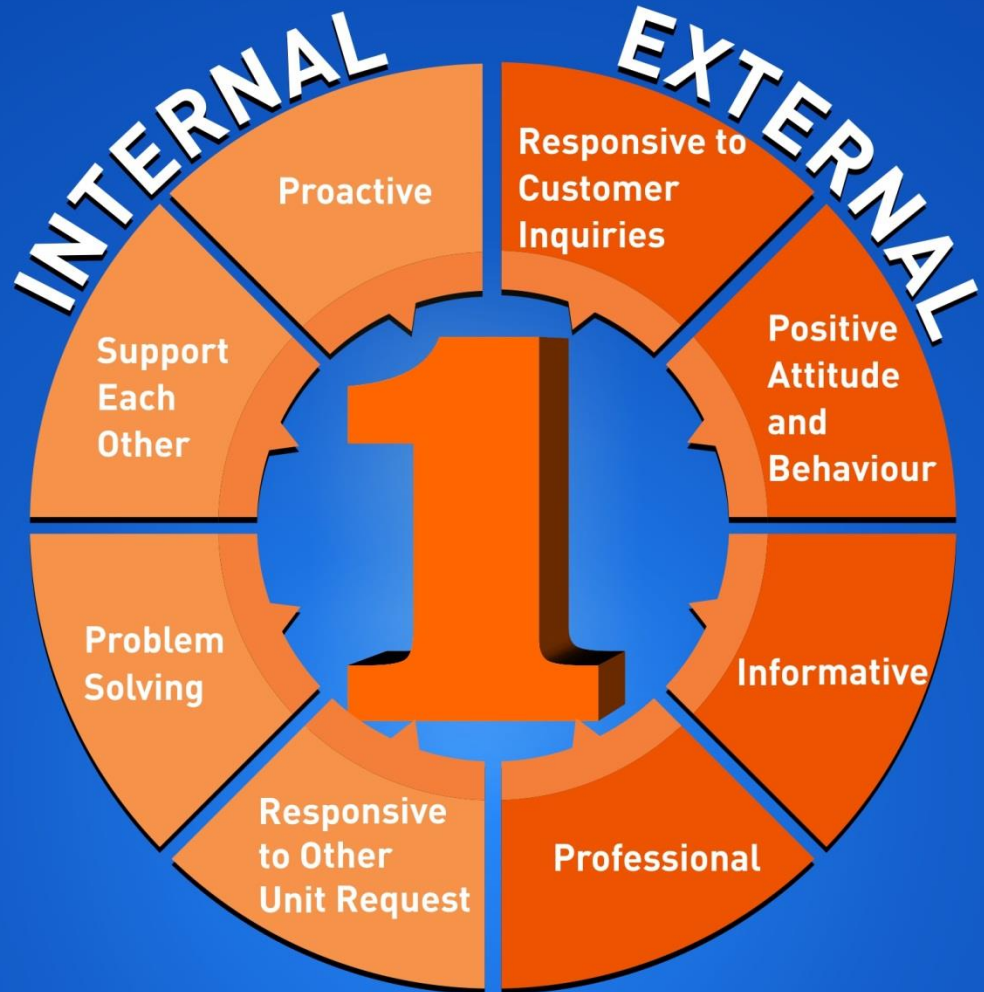 INTERNAL
EXTERNAL
Proactive
Responsive to
Customer
Inquiries
Support
Each
Other
Positive
Attitude
and
Behaviour
1
Problem
Solving
Informative
Responsive
to Other
Unit Request
Professional